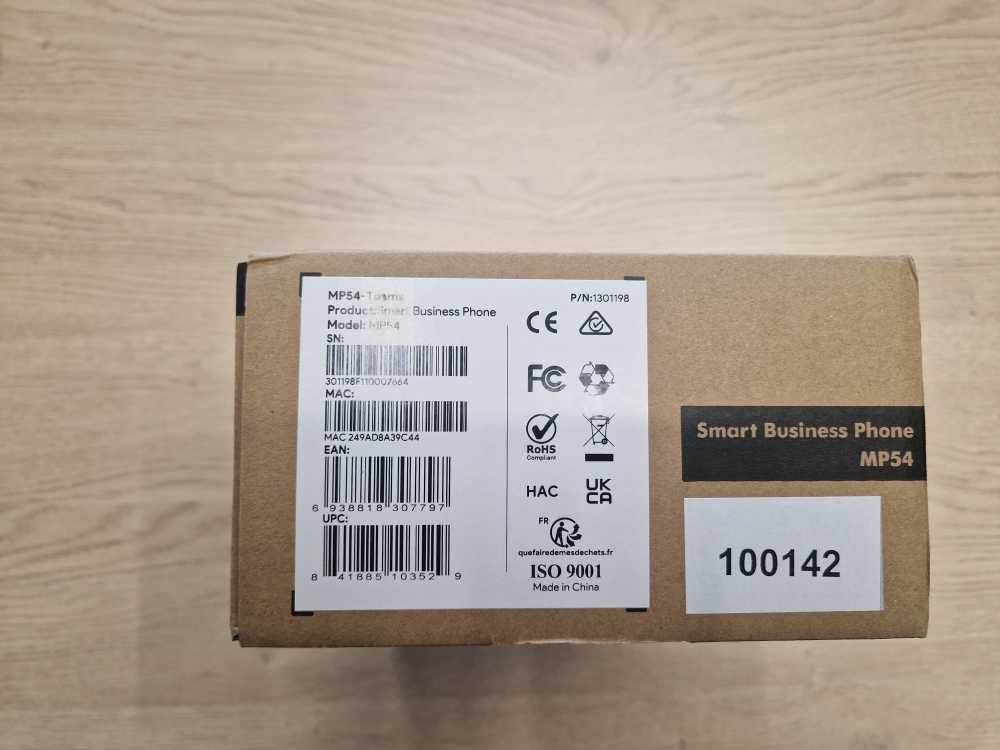 MP54-Teams
Product:Smart Business Phone
Model: MP54
SN:
301198F110007664
MAC:
MAC 249AD8A39C44
EAN:
6 938818 307797
UPC:
8 41885 10352 9
P/N:1301198
CE
FC
RoHS
Compliant
HAC
UK
CA
FR
quefairedemesdechets.fr
ISO 9001
Made in China
Smart Business Phone
MP54
100142